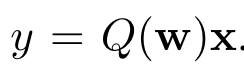 y = Q(w)x.